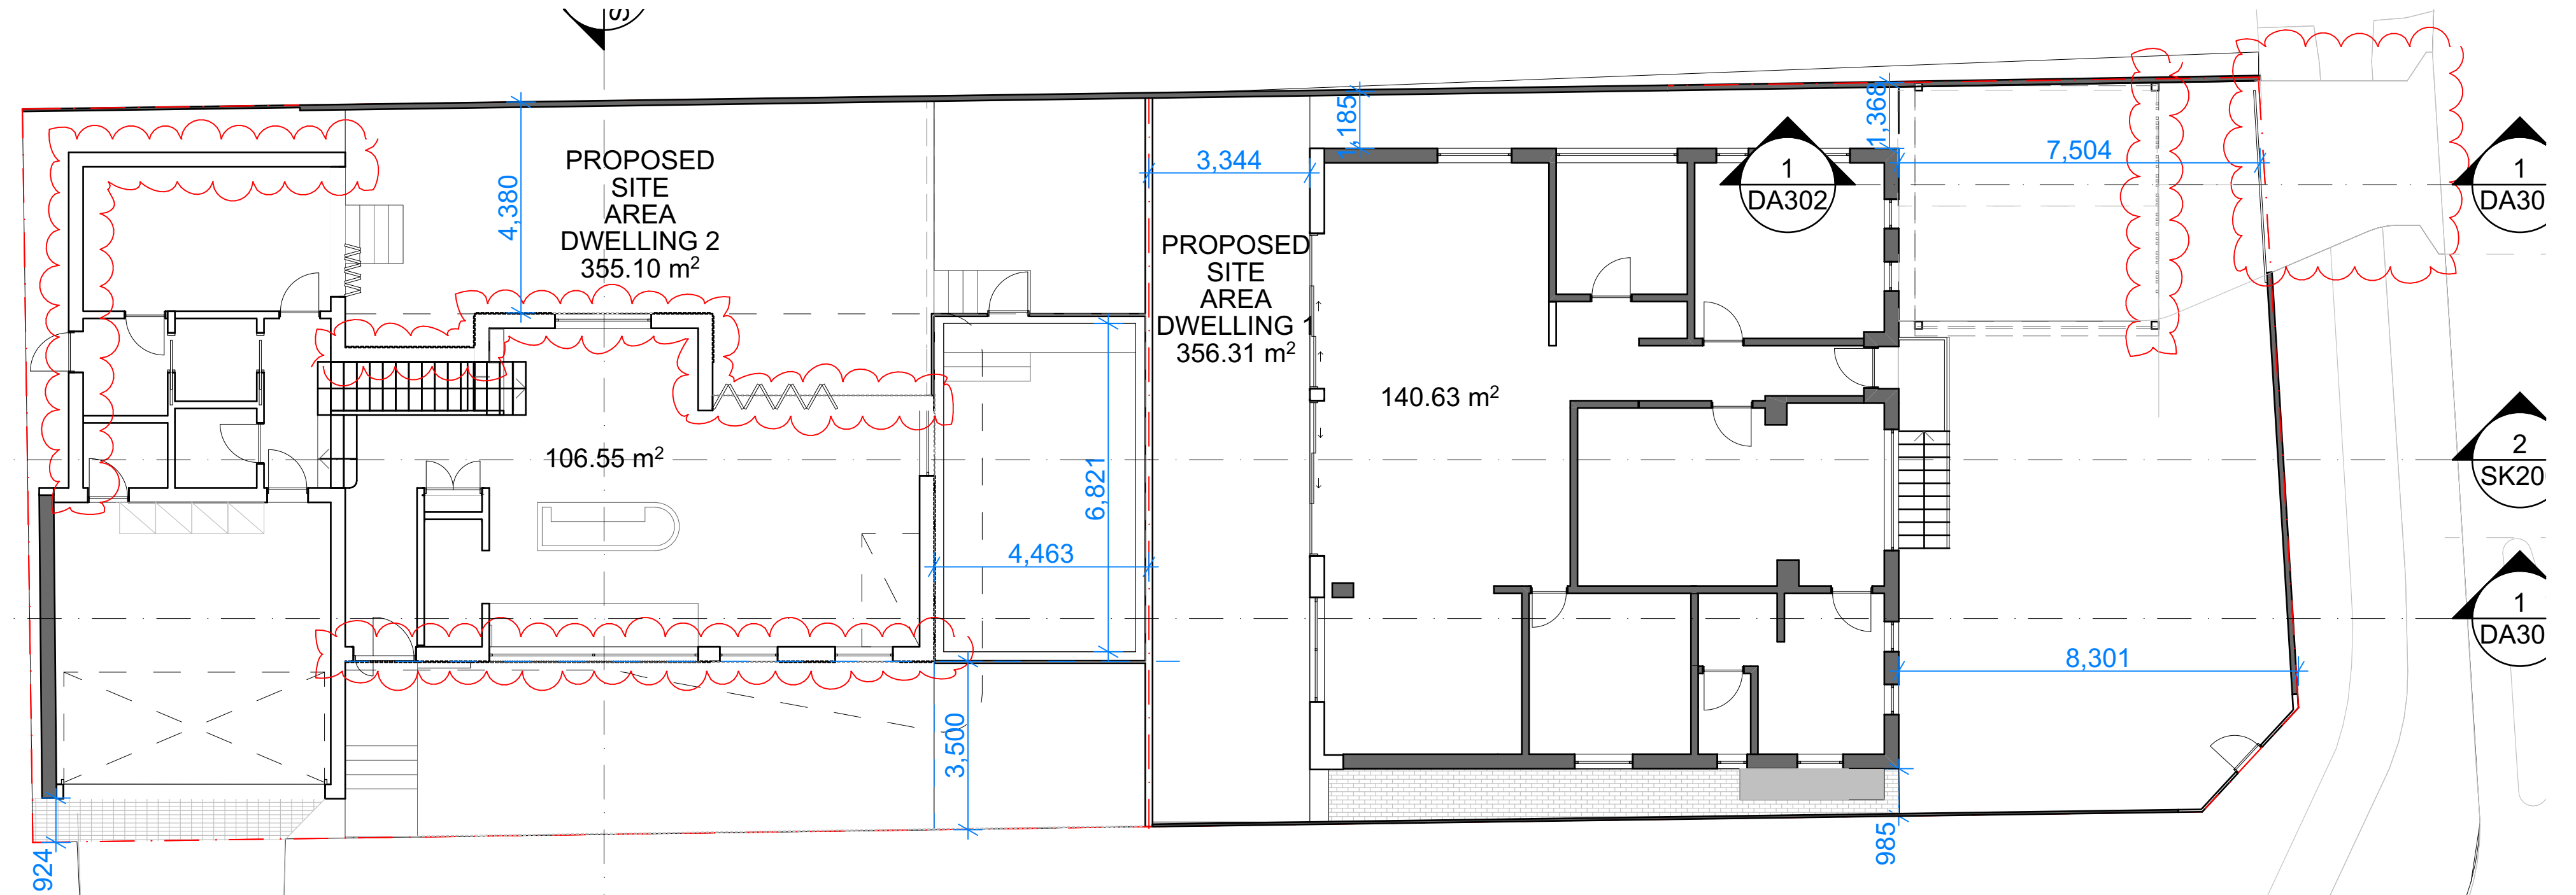 S
PROPOSED
SITE
AREA
DWELLING 2
355.10 m²
4,380
106.55 m²
4,463
6,821
3,500
924
PROPOSED
SITE
AREA
DWELLING 1
356.31 m²
3,344
1,185
1,368
7,504
140.63 m²
8,301
985
1
DA302
1
DA30
2
SK20
1
DA30